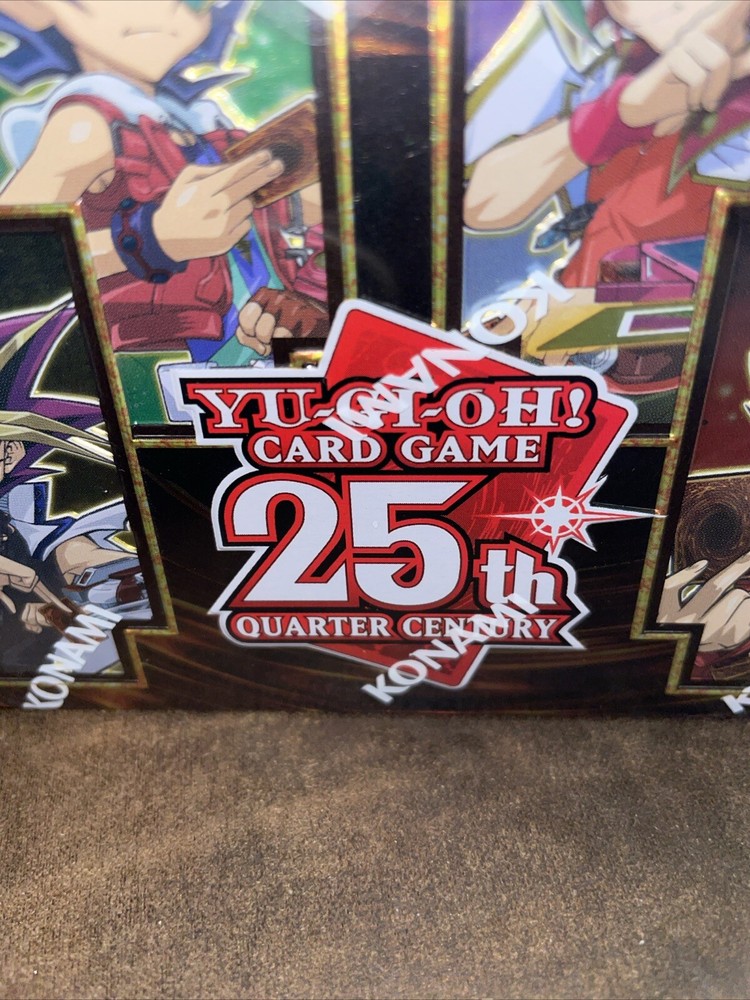 KONAMI
YU-GI-OH!
CARD GAME
25th
QUARTER CENTURY
KONAMI
KONAMI